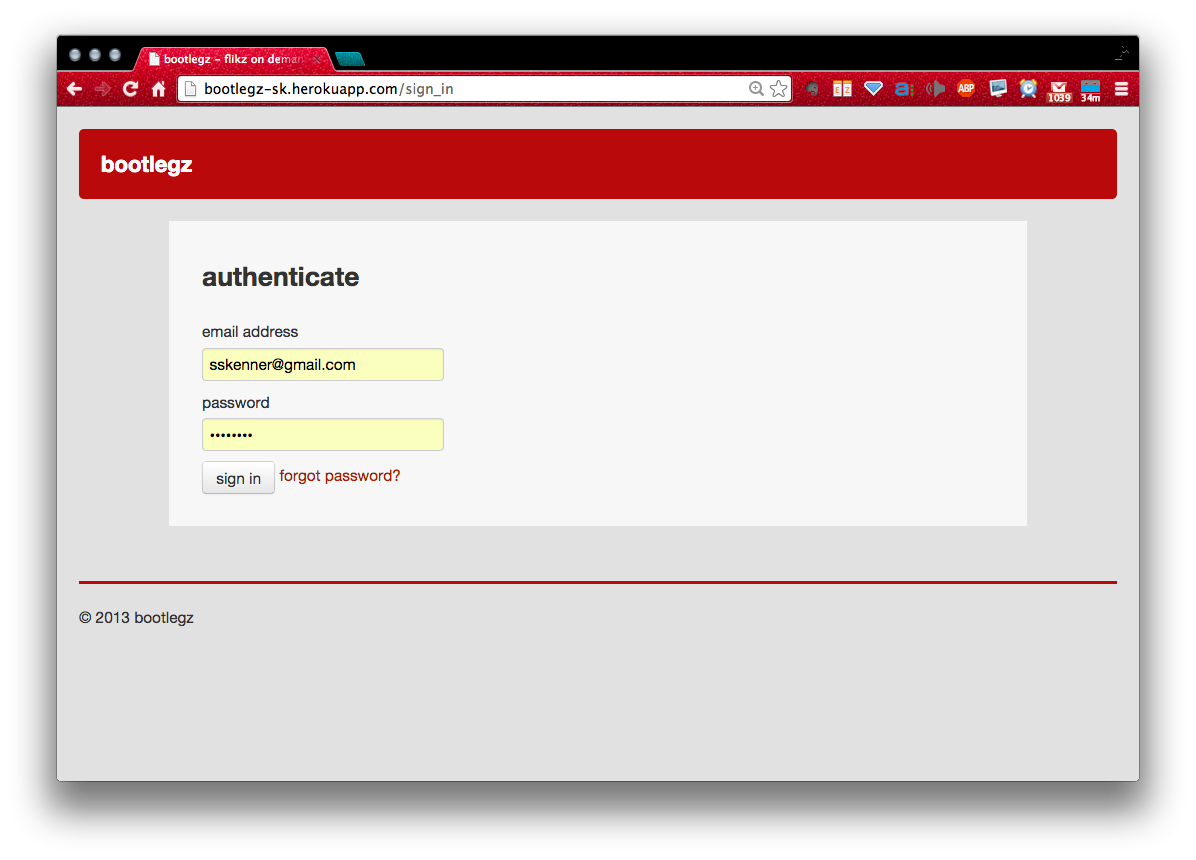 bootlegz – flikz on deman
bootlegz-sk.herokuapp.com/sign_in
E Z
a
ABP
1039
34m
bootlegz
authenticate
email address
sskenner@gmail.com
password
••••••••
sign in forgot password?
© 2013 bootlegz